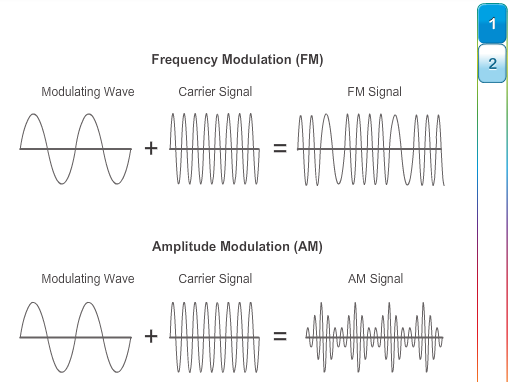 1
2
Frequency Modulation (FM)
Modulating Wave Carrier Signal FM Signal
+ =
Amplitude Modulation (AM)
Modulating Wave Carrier Signal AM Signal
+ =